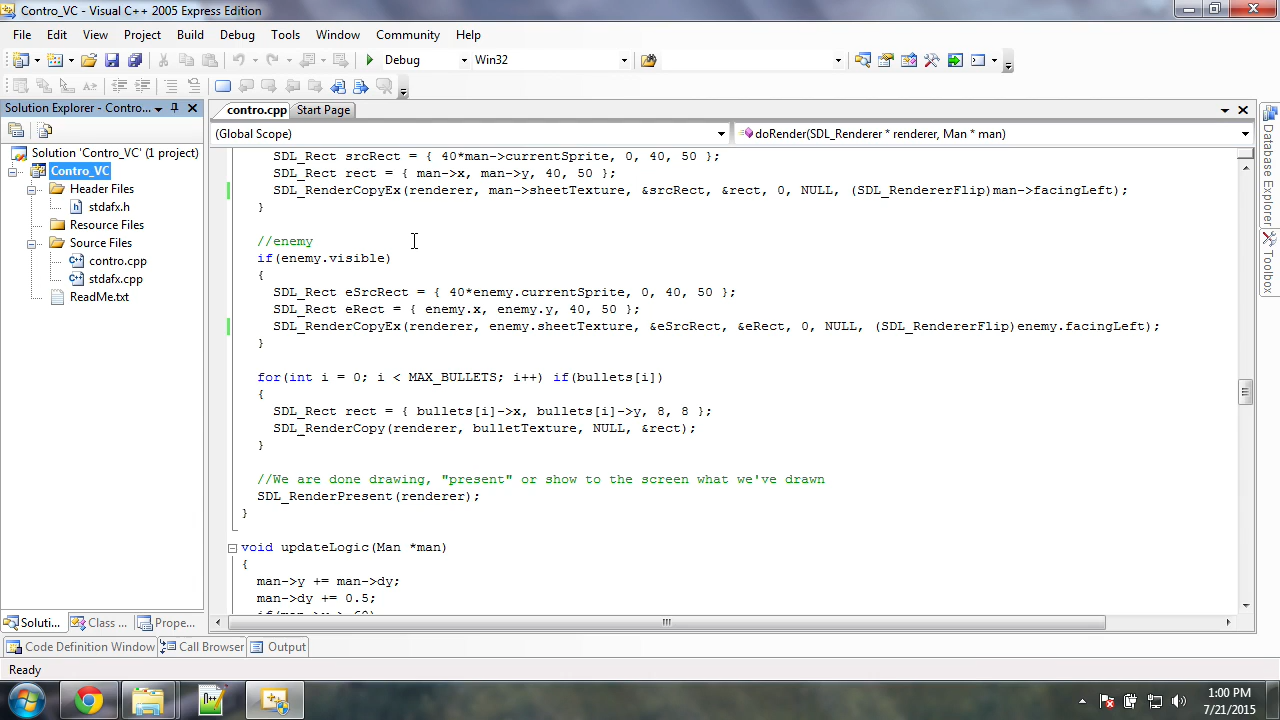 Contro_VC - Visual C++ 2005 Express Edition
File Edit View Project Build Debug Tools Window Community Help
Debug Win32
Solution Explorer - Contro...
contro.cpp Start Page
(Global Scope) doRender(SDL_Renderer * renderer, Man * man)
Solution 'Contro_VC' (1 project)
Contro_VC
Header Files
stdafx.h
Resource Files
Source Files
contro.cpp
stdafx.cpp
ReadMe.txt
SDL_Rect srcRect = { 40*man->currentSprite, 0, 40, 50 };
SDL_Rect rect = { man->x, man->y, 40, 50 };
SDL_RenderCopyEx(renderer, man->sheetTexture, &srcRect, &rect, 0, NULL, (SDL_RendererFlip)man->facingLeft);
}
//enemy
if(enemy.visible)
{
SDL_Rect eSrcRect = { 40*enemy.currentSprite, 0, 40, 50 };
SDL_Rect eRect = { enemy.x, enemy.y, 40, 50 };
SDL_RenderCopyEx(renderer, enemy.sheetTexture, &eSrcRect, &eRect, 0, NULL, (SDL_RendererFlip)enemy.facingLeft);
}
for(int i = 0; i < MAX_BULLETS; i++) if(bullets[i])
{
SDL_Rect rect = { bullets[i]->x, bullets[i]->y, 8, 8 };
SDL_RenderCopy(renderer, bulletTexture, NULL, &rect);
}
//We are done drawing, "present" or show to the screen what we've drawn
SDL_RenderPresent(renderer);
}
void updateLogic(Man *man)
{
man->y += man->dy;
man->dy += 0.5;
Database Explorer
Toolbox
Soluti... Class ... Prope...
Code Definition Window Call Browser Output
Ready
1:00 PM
7/21/2015